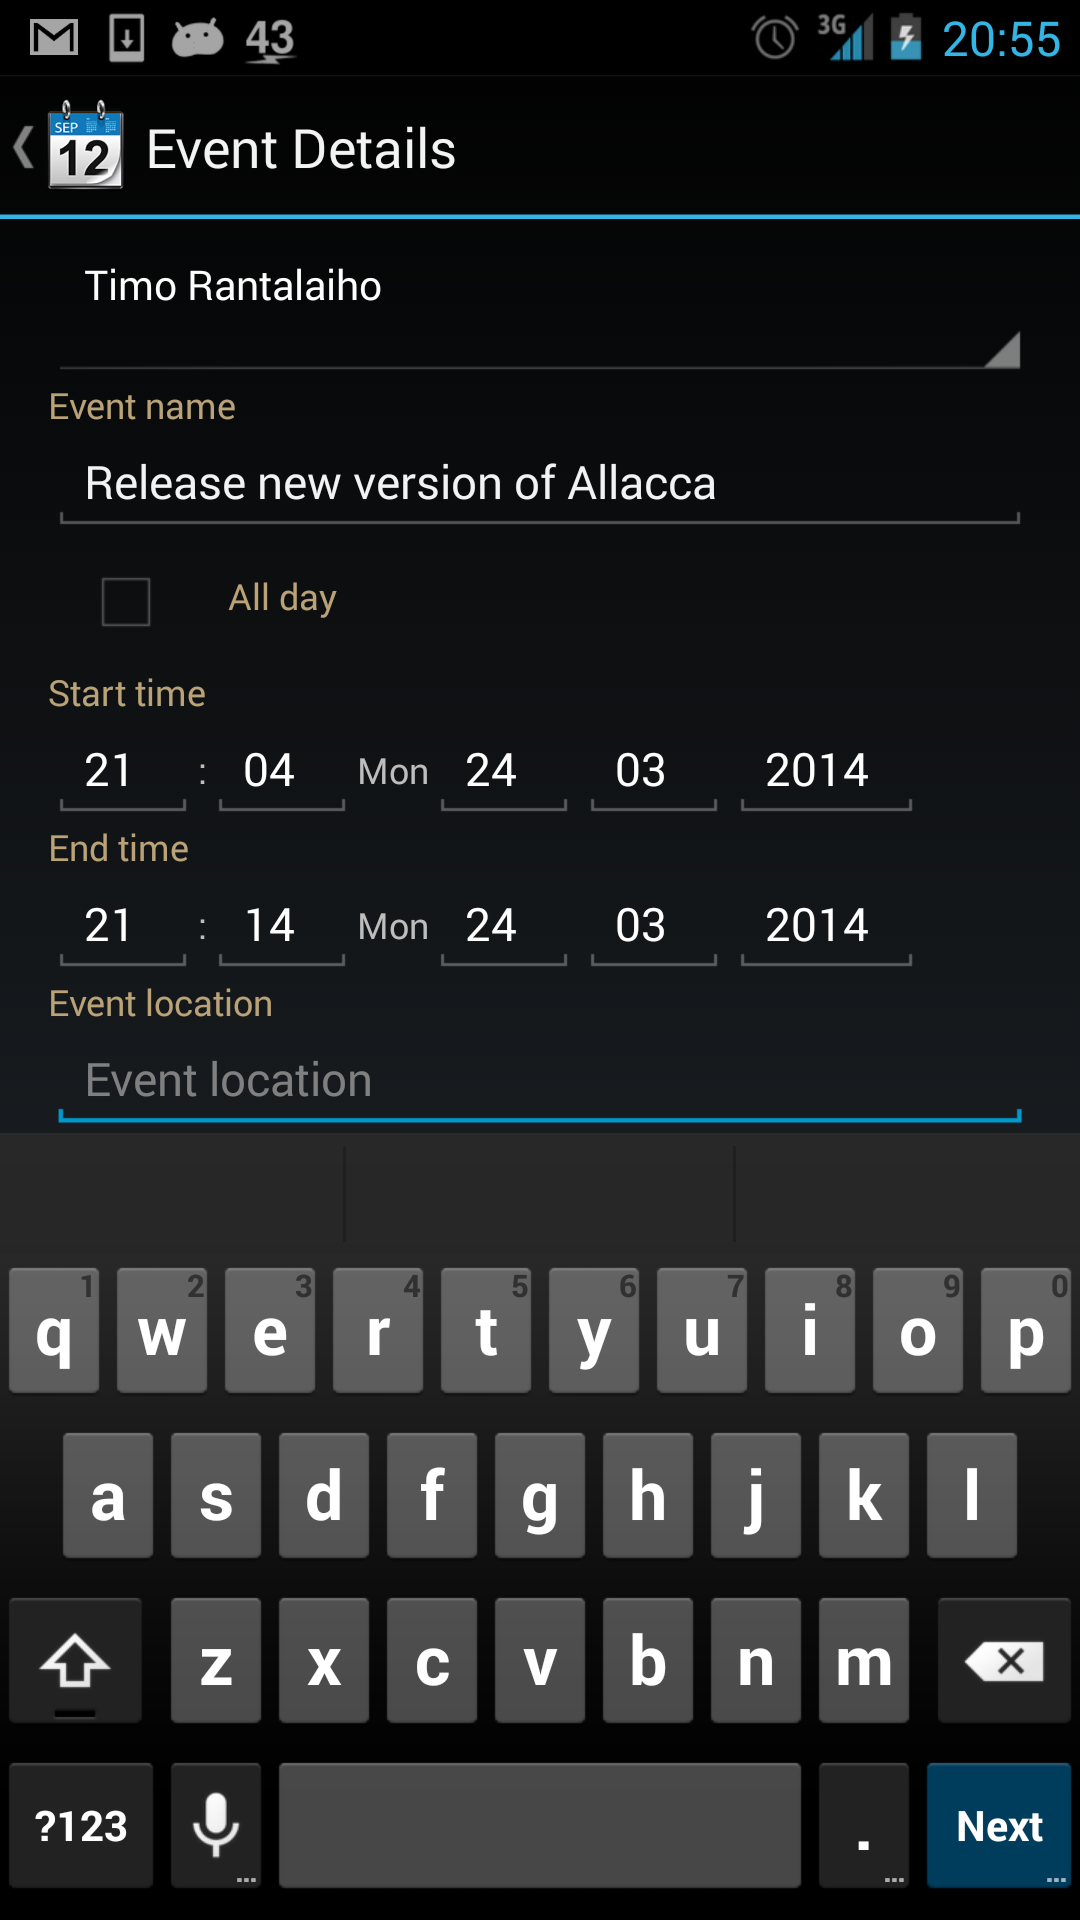 43 3G 20:55
SEP 12 Event Details
Timo Rantalaiho
Event name
Release new version of Allacca
All day
Start time
21 : 04 Mon 24 03 2014
End time
21 : 14 Mon 24 03 2014
Event location
Event location
1 2 3 4 5 6 7 8 9 0
q w e r t y u i o p
a s d f g h j k l
z x c v b n m
?123 ... . ... Next ...